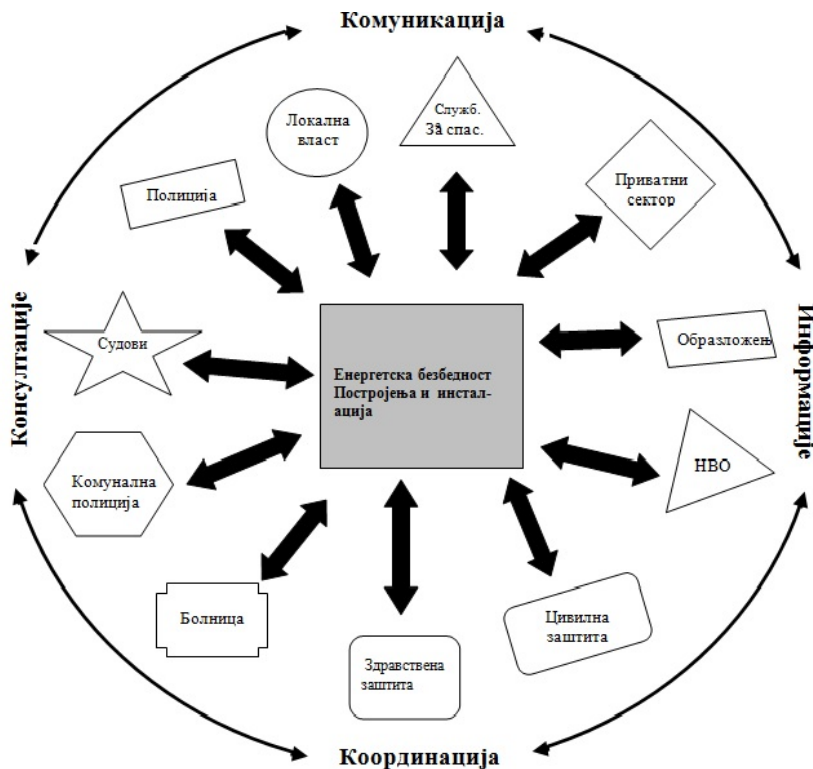 Комуникација
Служб.
За спас.
Локална
власт
Приватни
сектор
Полиција
Консултације
Информације
Судови
Образложењ
Енергетска безбедност
Постројења и инстал-
ација
НВО
Комунална
полиција
Болница
Цивилна
заштита
Здравствена
заштита
Координација